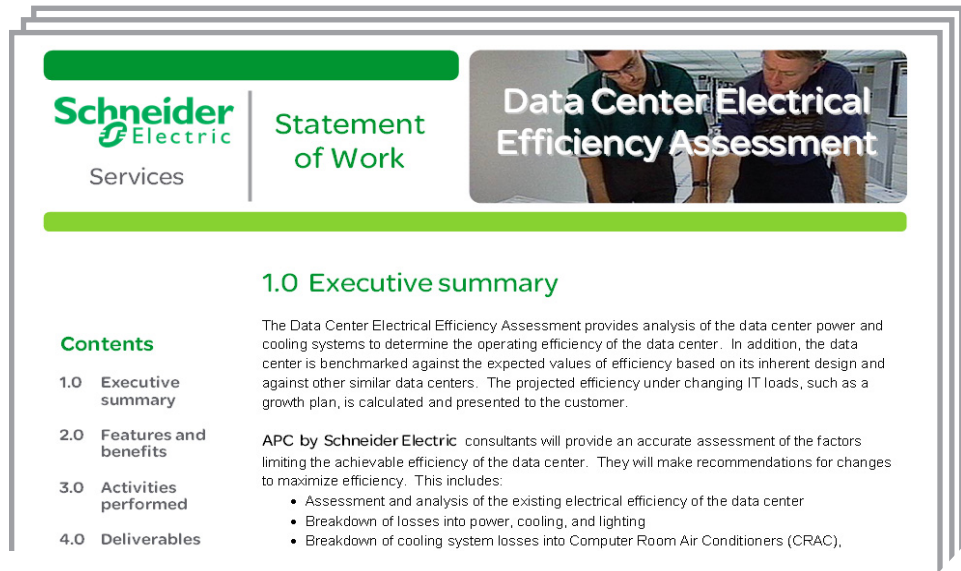 Schneider
Electric
Services
Statement
of Work
Data Center Electrical
Efficiency Assessment
Contents
1.0 Executive
summary
2.0 Features and
benefits
3.0 Activities
performed
4.0 Deliverables
1.0 Executive summary
The Data Center Electrical Efficiency Assessment provides analysis of the data center power and
cooling systems to determine the operating efficiency of the data center. In addition, the data
center is benchmarked against the expected values of efficiency based on its inherent design and
against other similar data centers. The projected efficiency under changing IT loads, such as a
growth plan, is calculated and presented to the customer.
APC by Schneider Electric consultants will provide an accurate assessment of the factors
limiting the achievable efficiency of the data center. They will make recommendations for changes
to maximize efficiency. This includes:
• Assessment and analysis of the existing electrical efficiency of the data center
• Breakdown of losses into power, cooling, and lighting
• Breakdown of cooling system losses into Computer Room Air Conditioners (CRAC),